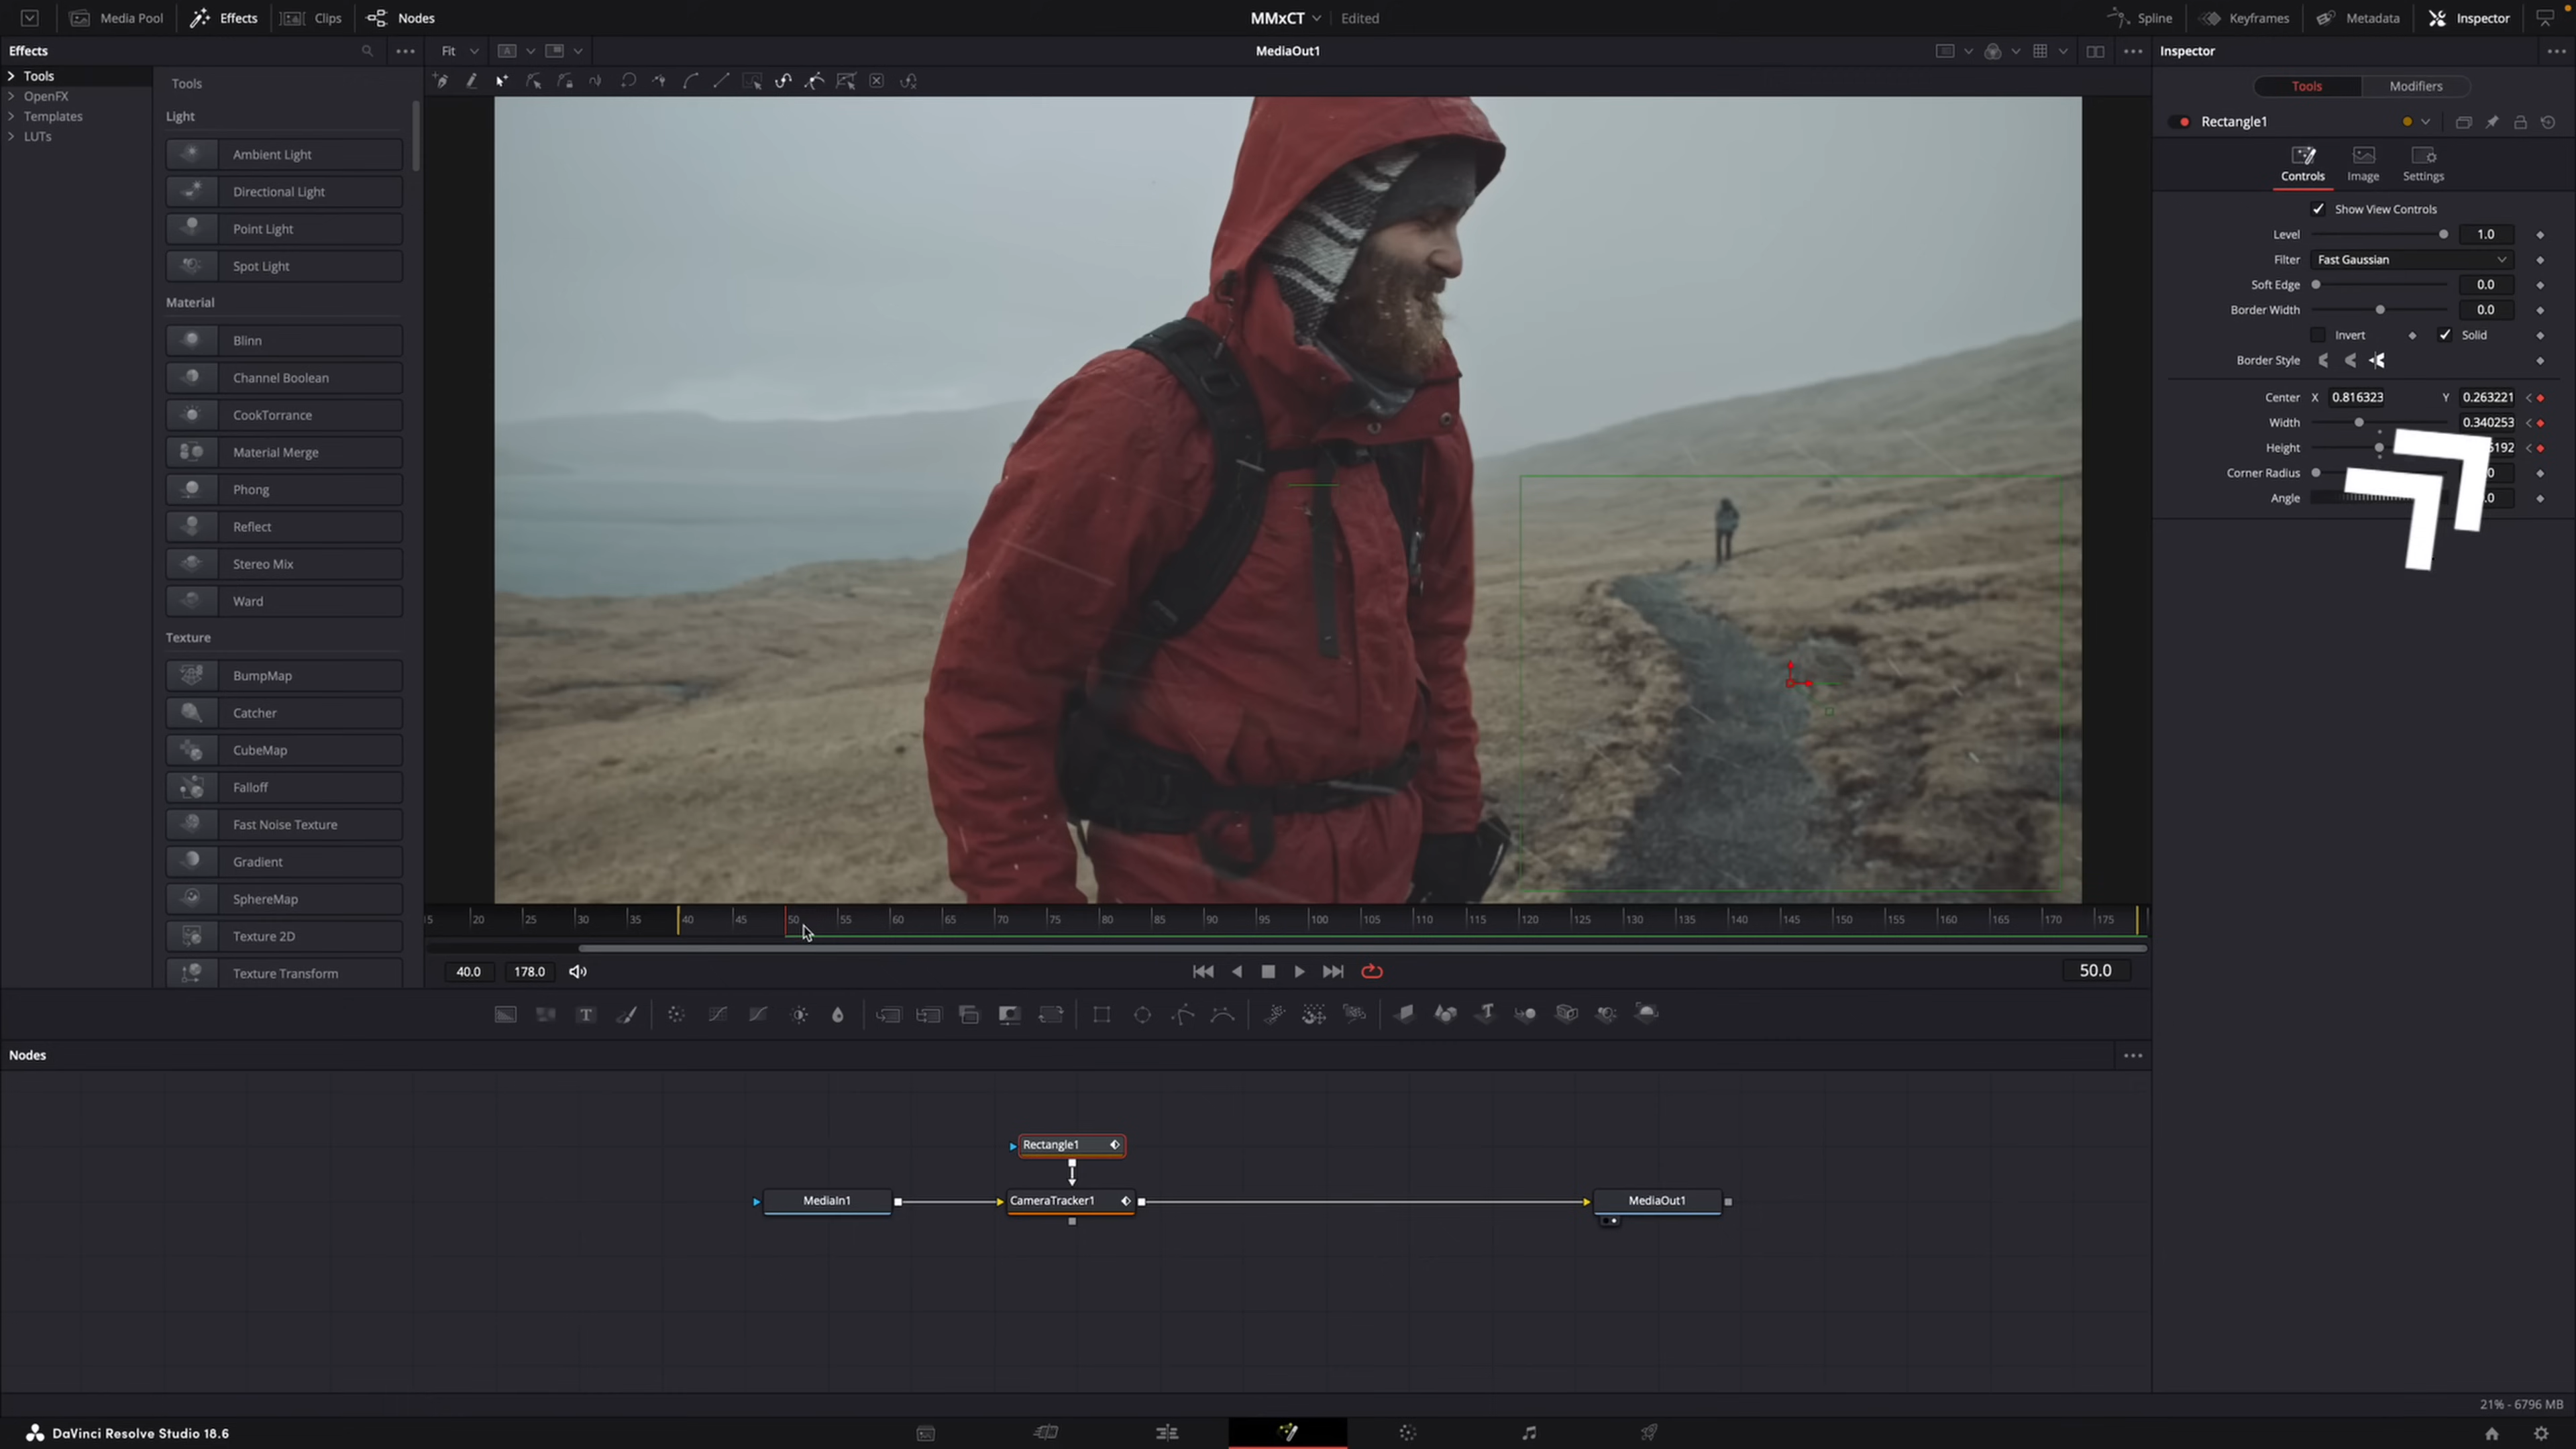 Media Pool Effects Clips Nodes MMxCT Edited Spline Keyframes Metadata Inspector
Effects Fit A MediaOut1 Inspector
Tools
OpenFX
Templates
LUTs
Tools
Light
Ambient Light
Directional Light
Point Light
Spot Light
Material
Blinn
Channel Boolean
CookTorrance
Material Merge
Phong
Reflect
Stereo Mix
Ward
Texture
BumpMap
Catcher
CubeMap
Falloff
Fast Noise Texture
Gradient
SphereMap
Texture 2D
Texture Transform
Tools Modifiers
Rectangle1
Controls Image Settings
Show View Controls
Level 1.0
Filter Fast Gaussian
Soft Edge 0.0
Border Width 0.0
Invert Solid
Border Style
Center X 0.816323 Y 0.263221
Width 0.340253
Height
Corner Radius
Angle
20 25 30 35 40 45 50 55 60 65 70 75 80 85 90 95 100 105 110 115 120 125 130 135 140 145 150 155 160 165 170 175
40.0 178.0 50.0
T T
Nodes
Rectangle1
MediaIn1 CameraTracker1 MediaOut1
21% - 6796 MB
DaVinci Resolve Studio 18.6